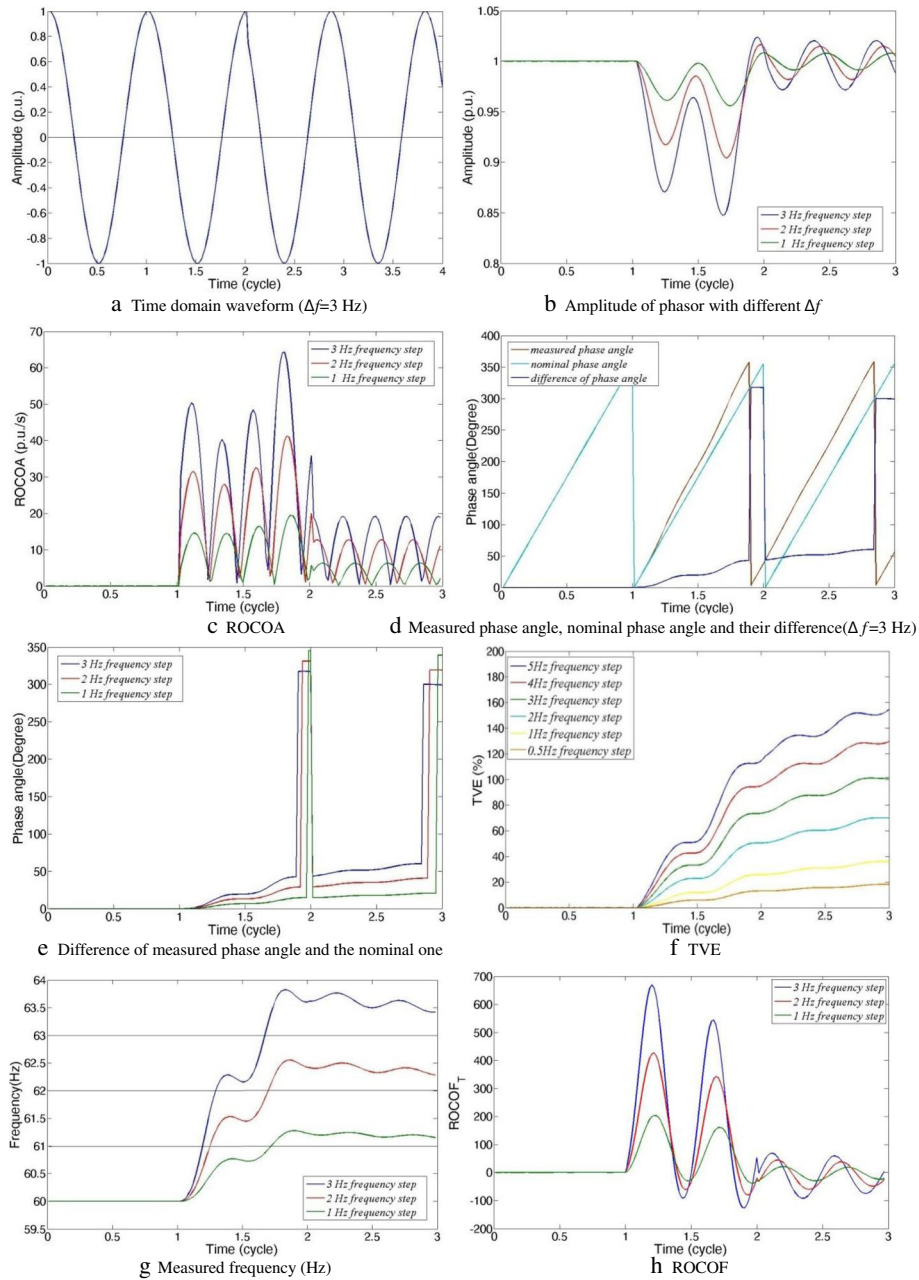 1
0.8
0.6
0.4
0.2
0
-0.2
-0.4
-0.6
-0.8
-1
Amplitude (p.u.)
0 0.5 1 1.5 2 2.5 3 3.5 4
Time (cycle)
a Time domain waveform (Δf=3 Hz)
1.05
1
0.95
0.9
0.85
0.8
Amplitude (p.u.)
3 Hz frequency step
2 Hz frequency step
1 Hz frequency step
0 0.5 1 1.5 2 2.5 3
Time (cycle)
b Amplitude of phasor with different Δf
70
60
50
40
30
20
10
0
ROCOA (p.u./s)
3 Hz frequency step
2 Hz frequency step
1 Hz frequency step
0 0.5 1 1.5 2 2.5 3
Time (cycle)
c ROCOA
400
350
300
250
200
150
100
50
0
Phase angle(Degree)
measured phase angle
nominal phase angle
difference of phase angle
0 0.5 1 1.5 2 2.5 3
Time (cycle)
d Measured phase angle, nominal phase angle and their difference(Δf=3 Hz)
350
300
250
200
150
100
50
0
Phase angle(Degree)
3 Hz frequency step
2 Hz frequency step
1 Hz frequency step
0 0.5 1 1.5 2 2.5 3
Time (cycle)
e Difference of measured phase angle and the nominal one
200
180
160
140
120
100
80
60
40
20
0
TVE (%)
5Hz frequency step
4Hz frequency step
3Hz frequency step
2Hz frequency step
1Hz frequency step
0.5Hz frequency step
0 0.5 1 1.5 2 2.5 3
Time (cycle)
f TVE
64
63.5
63
62.5
62
61.5
61
60.5
60
59.5
Frequency(Hz)
3 Hz frequency step
2 Hz frequency step
1 Hz frequency step
0 0.5 1 1.5 2 2.5 3
Time (cycle)
g Measured frequency (Hz)
700
600
500
400
300
200
100
0
-100
-200
ROCOF_T
3 Hz frequency step
2 Hz frequency step
1 Hz frequency step
0 0.5 1 1.5 2 2.5 3
Time (cycle)
h ROCOF